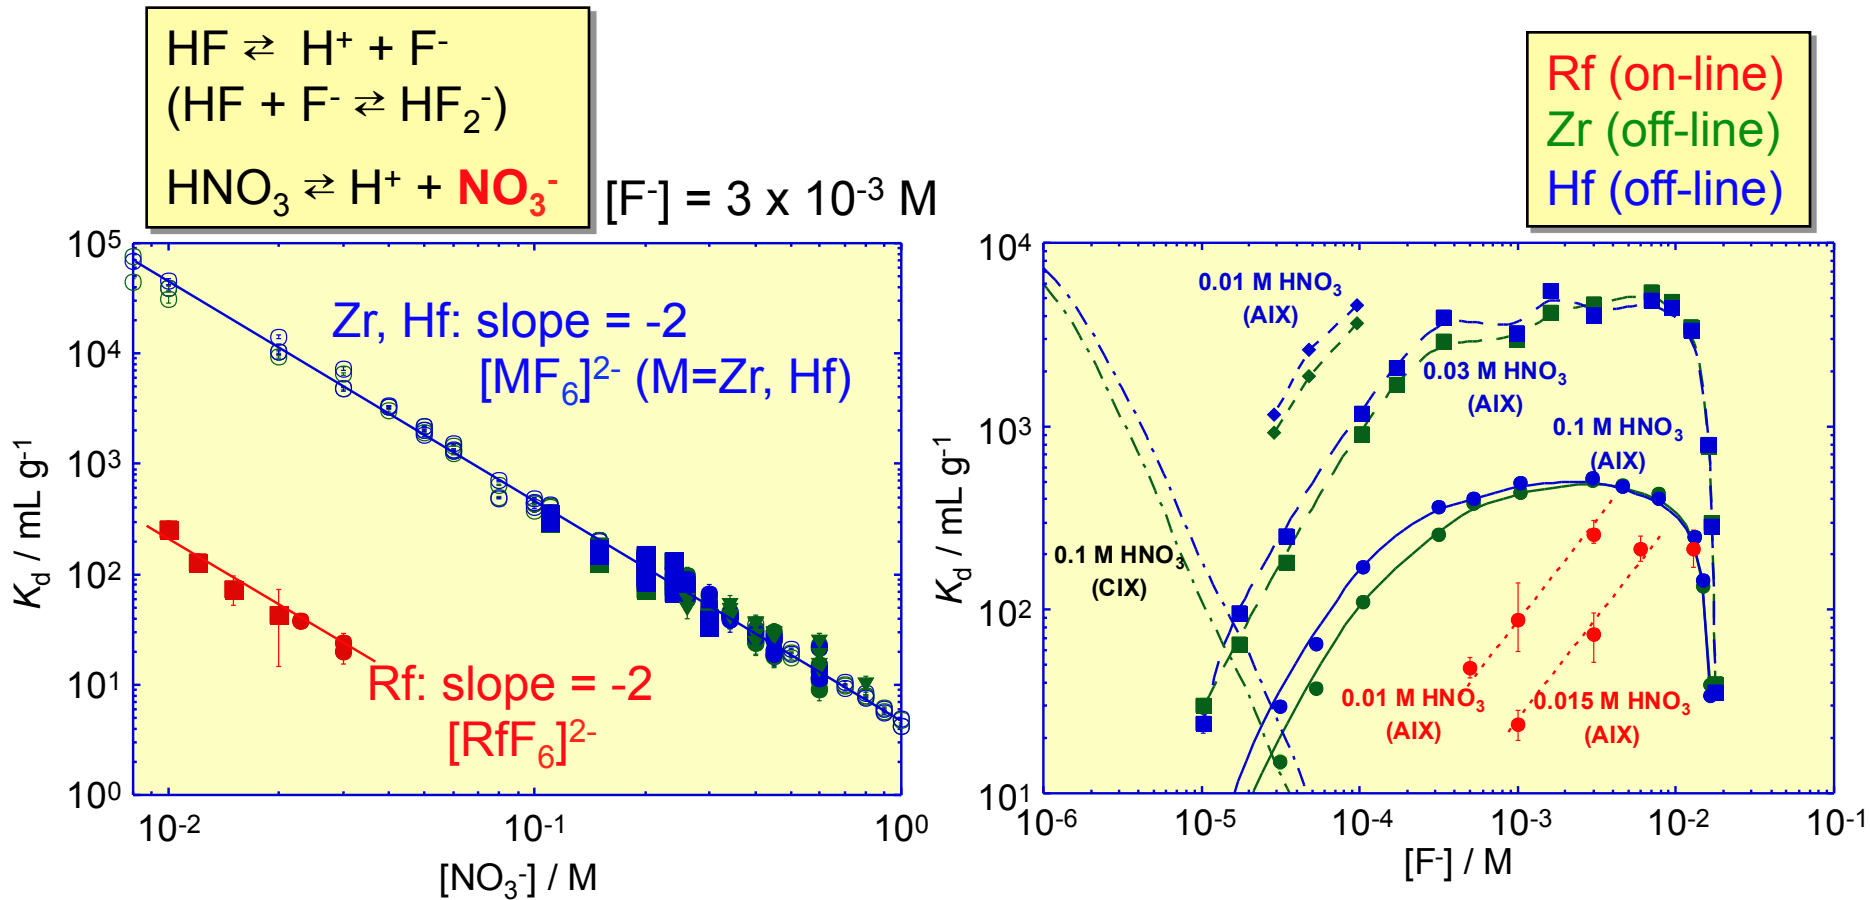 HF ⇄ H⁺ + F⁻
(HF + F⁻ ⇄ HF₂⁻)
HNO₃ ⇄ H⁺ + NO₃⁻
[F⁻] = 3 x 10⁻³ M
Rf (on-line)
Zr (off-line)
Hf (off-line)
10⁵
10⁴
10³
10²
10¹
10⁰
K_d / mL g⁻¹
Zr, Hf: slope = -2
[MF₆]²⁻ (M=Zr, Hf)
Rf: slope = -2
[RfF₆]²⁻
10⁻²
10⁻¹
10⁰
[NO₃⁻] / M
10⁴
10³
10²
10¹
K_d / mL g⁻¹
0.01 M HNO₃
(AIX)
0.03 M HNO₃
(AIX)
0.1 M HNO₃
(AIX)
0.1 M HNO₃
(CIX)
0.01 M HNO₃
(AIX)
0.015 M HNO₃
(AIX)
10⁻⁶
10⁻⁵
10⁻⁴
10⁻³
10⁻²
10⁻¹
[F⁻] / M